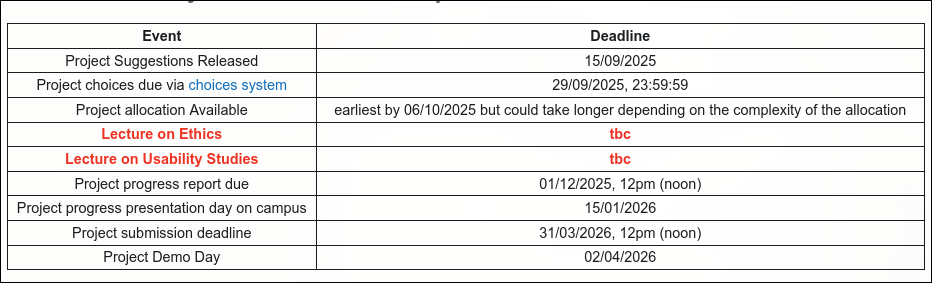 Event Deadline
Project Suggestions Released 15/09/2025
Project choices due via choices system 29/09/2025, 23:59:59
Project allocation Available earliest by 06/10/2025 but could take longer depending on the complexity of the allocation
Lecture on Ethics tbc
Lecture on Usability Studies tbc
Project progress report due 01/12/2025, 12pm (noon)
Project progress presentation day on campus 15/01/2026
Project submission deadline 31/03/2026, 12pm (noon)
Project Demo Day 02/04/2026